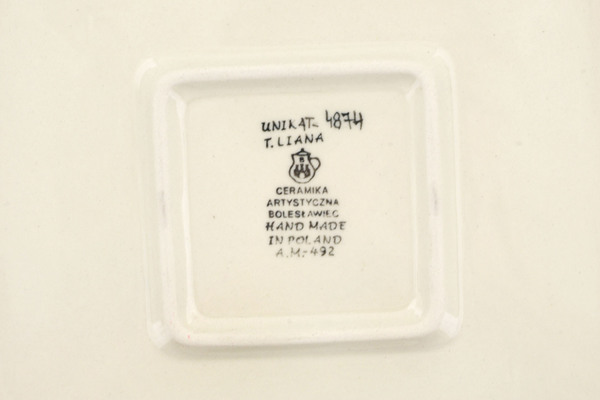 UNIKAT- 4874
T. LIANA
B
CERAMIKA
ARTYSTYCZNA
BOLESŁAWIEC
HAND MADE
IN POLAND
A.M.-492